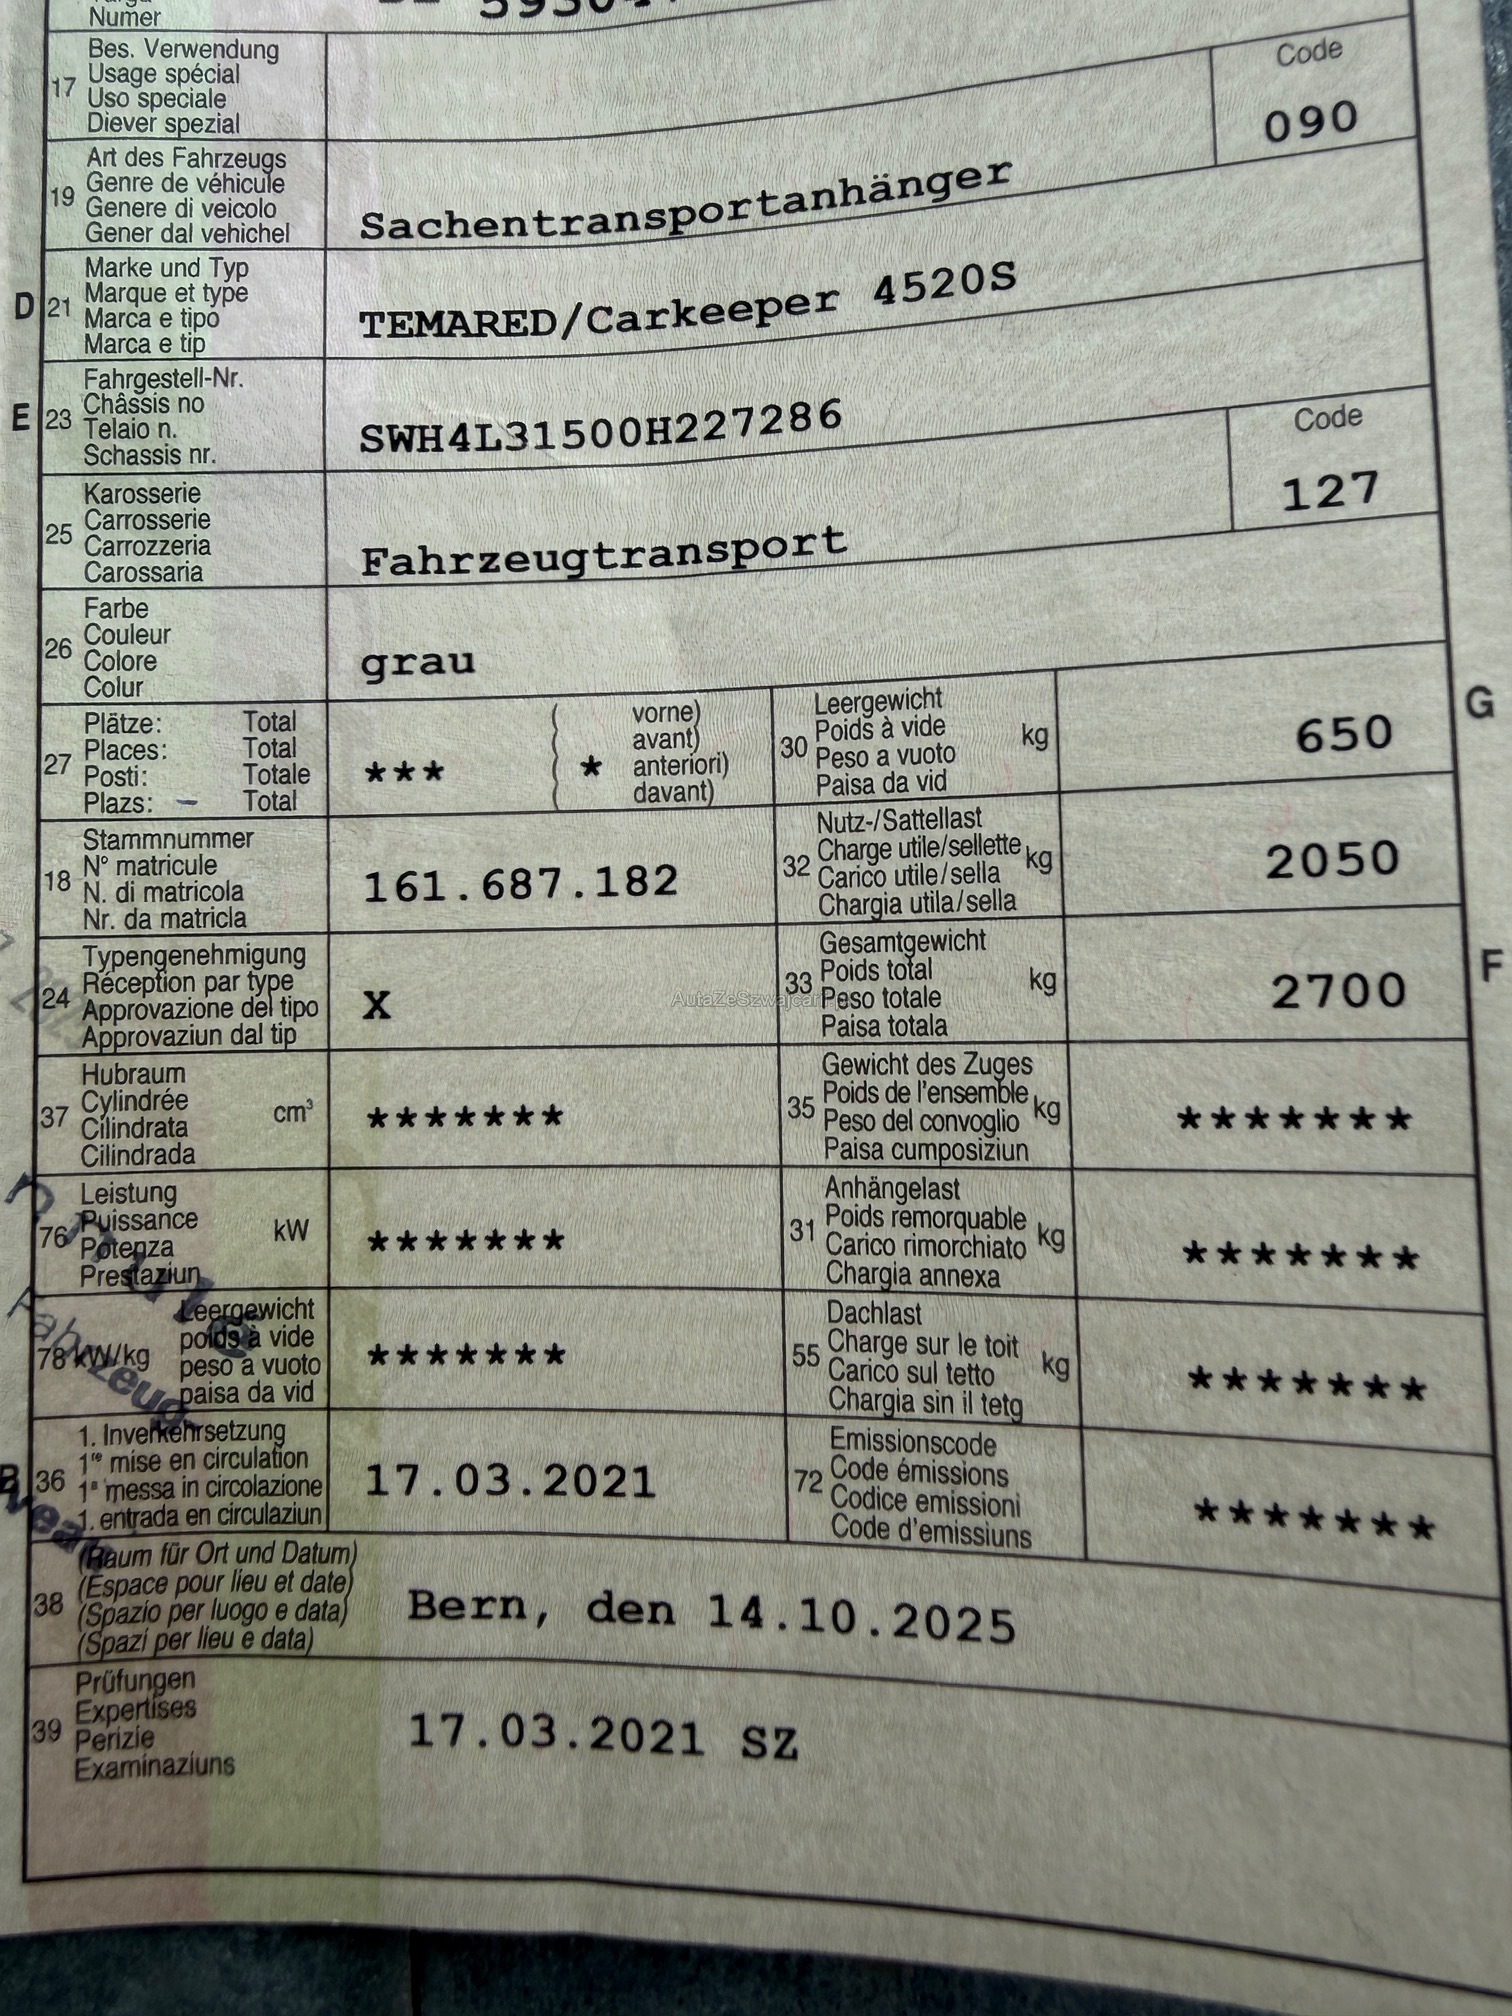 Numer
17 Bes. Verwendung
Usage spécial
Uso speciale
Diever spezial
Code
090
19 Art des Fahrzeugs
Genre de véhicule
Genere di veicolo
Gener dal vehichel
Sachentransportanhänger
D 21 Marke und Typ
Marque et type
Marca e tipo
Marca e tip
TEMARED/Carkeeper 4520S
E 23 Fahrgestell-Nr.
Châssis no
Telaio n.
Schassis nr.
SWH4L31500H227286
25 Karosserie
Carrosserie
Carrozzeria
Carossaria
Fahrzeugtransport
Code
127
26 Farbe
Couleur
Colore
Colur
grau
27 Plätze: Total
Places: Total
Posti: Totale
Plazs: Total
*** ( * vorne)
avant)
anteriori)
davant)
30 Leergewicht
Poids à vide
Peso a vuoto
Paisa da vid
kg
650
G
18 Stammnummer
N° matricule
N. di matricola
Nr. da matricla
161.687.182
32 Nutz-/Sattellast
Charge utile/sellette
Carico utile/sella
Chargia utila/sella
kg
2050
24 Typengenehmigung
Réception par type
Approvazione del tipo
Approvaziun dal tip
X
33 Gesamtgewicht
Poids total
Peso totale
Paisa totala
kg
2700
F
37 Hubraum
Cylindrée
Cilindrata
Cilindrada
cm³
*******
35 Gewicht des Zuges
Poids de l'ensemble
Peso del convoglio
Paisa cumposiziun
kg
*******
76 Leistung
Puissance
Potenza
Prestaziun
kW
*******
31 Anhängelast
Poids remorquable
Carico rimorchiato
Chargia annexa
kg
*******
78 kW/kg Leergewicht
poids à vide
peso a vuoto
paisa da vid
*******
55 Dachlast
Charge sur le toit
Carico sul tetto
Chargia sin il tetg
kg
*******
B 36 1. Inverkehrsetzung
1re mise en circulation
1a messa in circolazione
1. entrada en circulaziun
17.03.2021
72 Emissionscode
Code émissions
Codice emissioni
Code d'emissiuns
*******
38 (Raum für Ort und Datum)
(Espace pour lieu et date)
(Spazio per luogo e data)
(Spazi per lieu e data)
Bern, den 14.10.2025
39 Prüfungen
Expertises
Perizie
Examinaziuns
17.03.2021 SZ